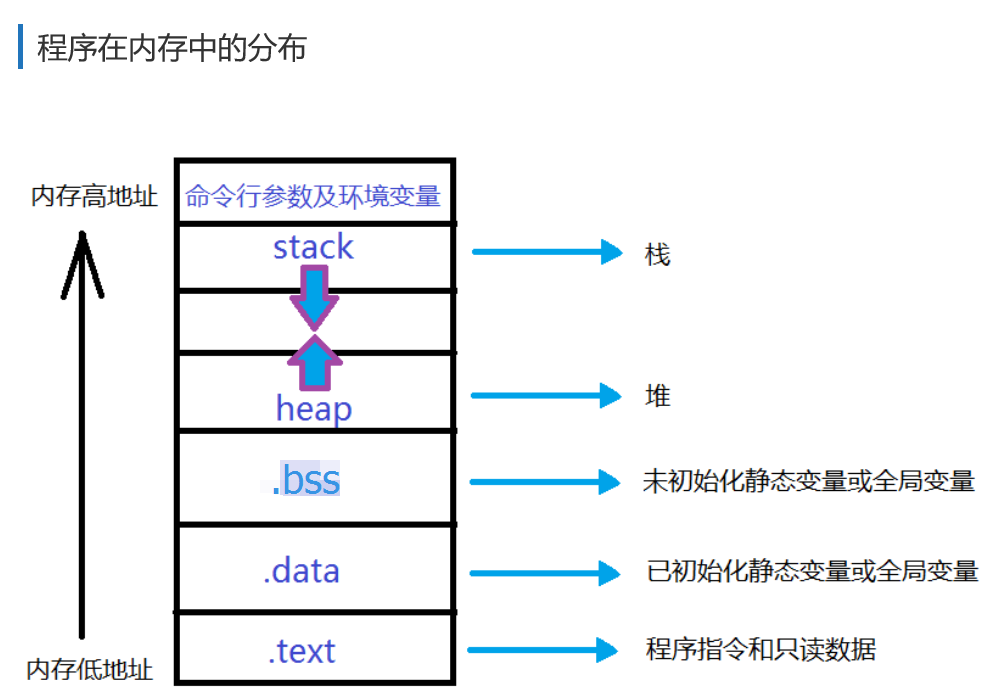 程序在内存中的分布
内存高地址
命令行参数及环境变量
stack
栈
heap
堆
.bss
未初始化静态变量或全局变量
.data
已初始化静态变量或全局变量
.text
程序指令和只读数据
内存低地址